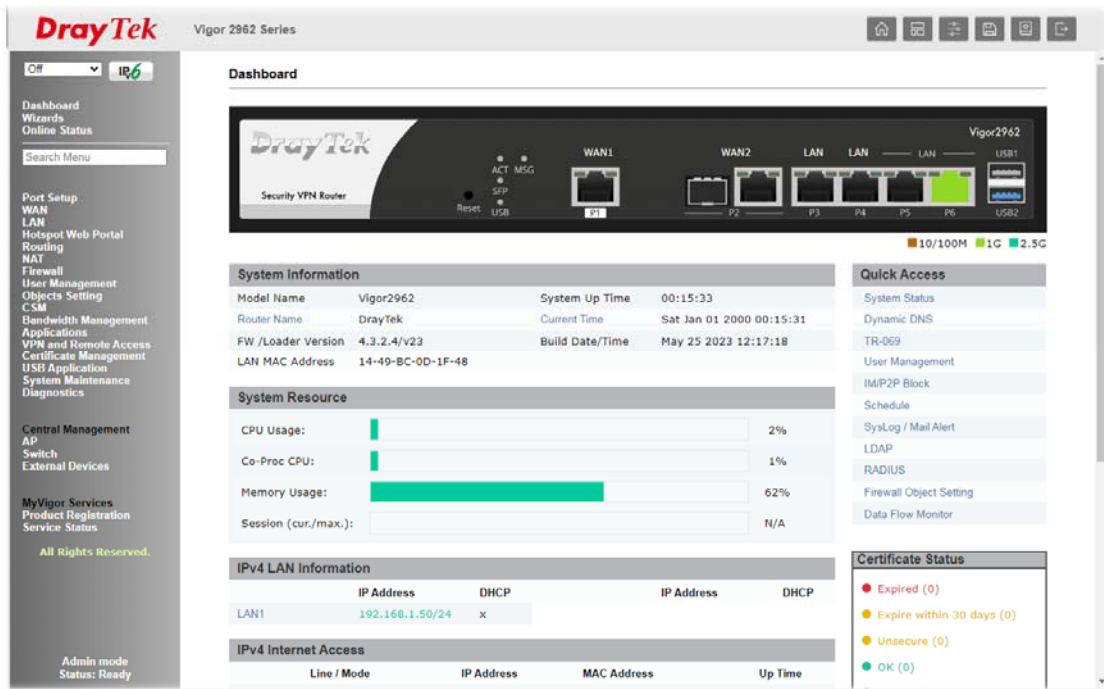 DrayTek
Vigor 2962 Series
Off
IPv6
Dashboard
Wizards
Online Status
Search Menu
Port Setup
WAN
LAN
Hotspot Web Portal
Routing
NAT
Firewall
User Management
Objects Setting
CSM
Bandwidth Management
Applications
VPN and Remote Access
Certificate Management
USB Application
System Maintenance
Diagnostics
Central Management
AP
Switch
External Devices
MyVigor Services
Product Registration
Service Status
All Rights Reserved.
Admin mode
Status: Ready
Dashboard
DrayTek
Security VPN Router
Vigor2962
ACT MSG
SFP
USB
Reset
WAN1
WAN2
LAN
LAN
LAN
USB1
P1
P2
P3
P4
P5
P6
USB2
10/100M 1G 2.5G
System Information
Model Name Vigor2962 System Up Time 00:15:33
Router Name DrayTek Current Time Sat Jan 01 2000 00:15:31
FW /Loader Version 4.3.2.4/v23 Build Date/Time May 25 2023 12:17:18
LAN MAC Address 14-49-BC-0D-1F-48
System Resource
CPU Usage: 2%
Co-Proc CPU: 1%
Memory Usage: 62%
Session (cur./max.): N/A
IPv4 LAN Information
IP Address DHCP IP Address DHCP
LAN1 192.168.1.50/24 x
IPv4 Internet Access
Line / Mode IP Address MAC Address Up Time
Quick Access
System Status
Dynamic DNS
TR-069
User Management
IM/P2P Block
Schedule
SysLog / Mail Alert
LDAP
RADIUS
Firewall Object Setting
Data Flow Monitor
Certificate Status
Expired (0)
Expire within 30 days (0)
Unsecure (0)
OK (0)